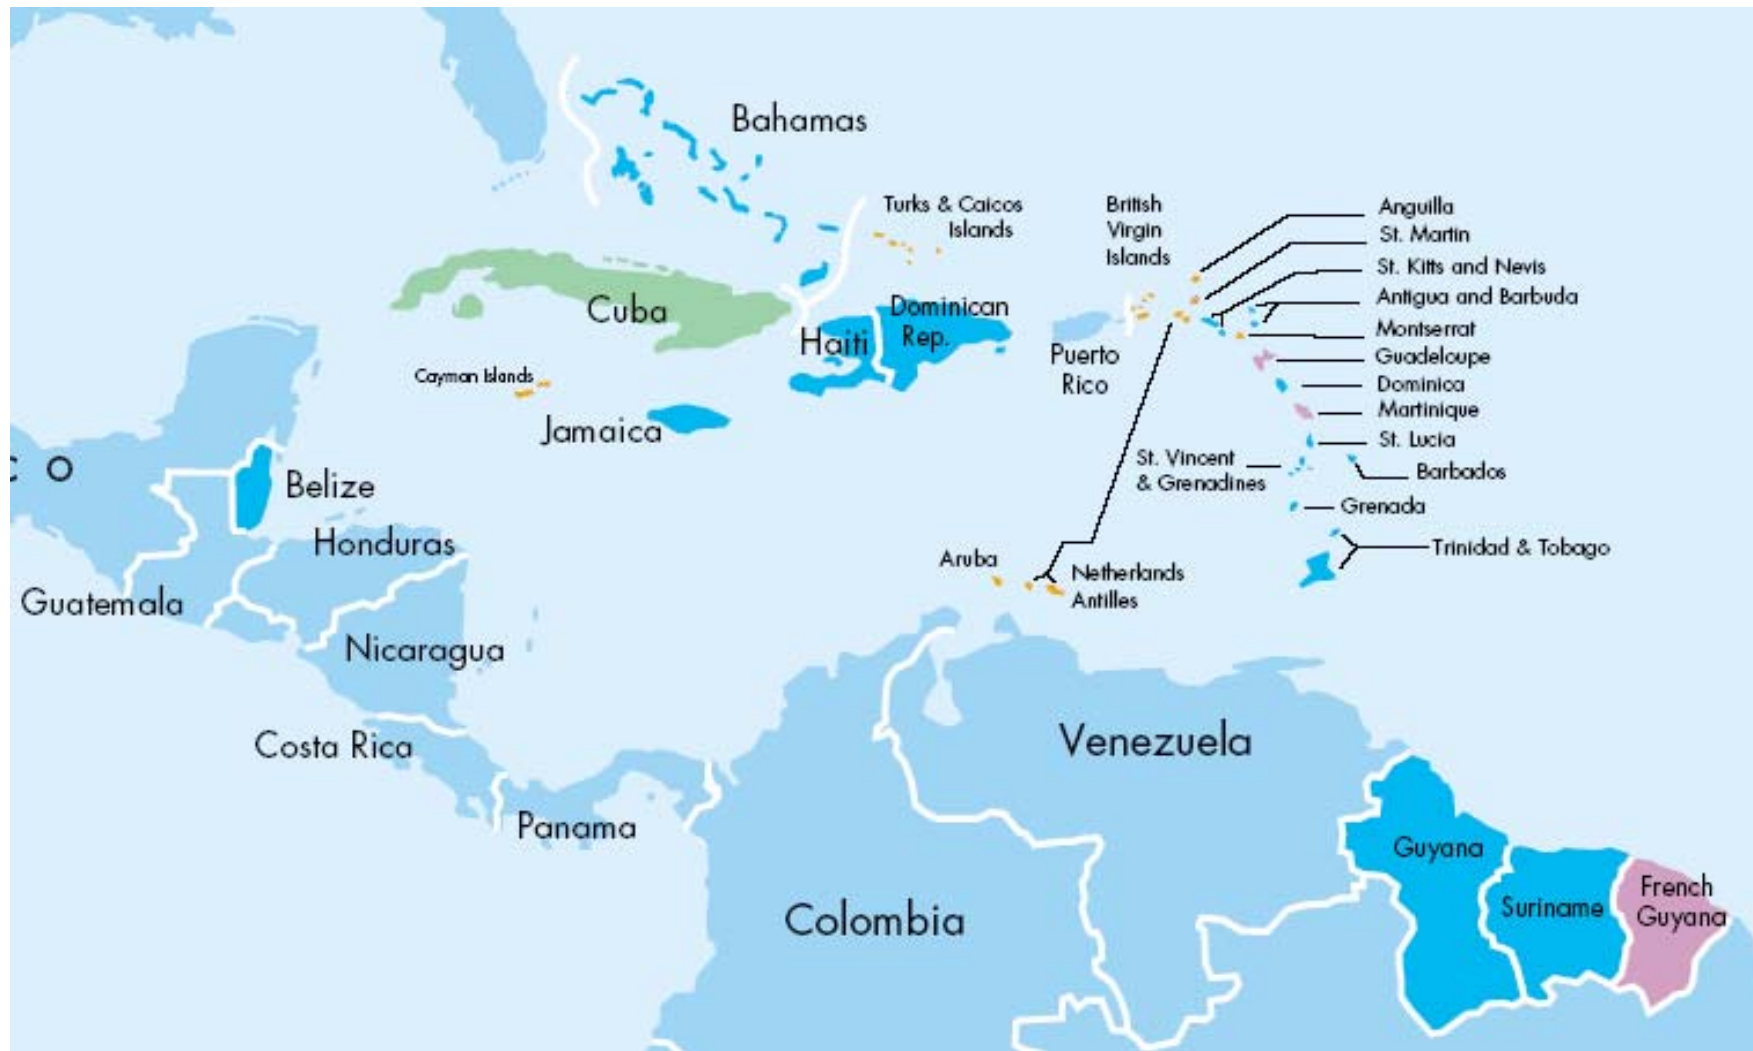 Bahamas
Turks & Caicos
Islands
British
Virgin
Islands
Anguilla
St. Martin
St. Kitts and Nevis
Antigua and Barbuda
Montserrat
Guadeloupe
Dominica
Martinique
St. Lucia
Barbados
St. Vincent
& Grenadines
Grenada
Trinidad & Tobago
Cuba
Haiti
Dominican
Rep.
Puerto
Rico
Cayman Islands
Jamaica
C O
Belize
Honduras
Guatemala
Nicaragua
Costa Rica
Panama
Aruba
Netherlands
Antilles
Venezuela
Colombia
Guyana
Suriname
French
Guyana